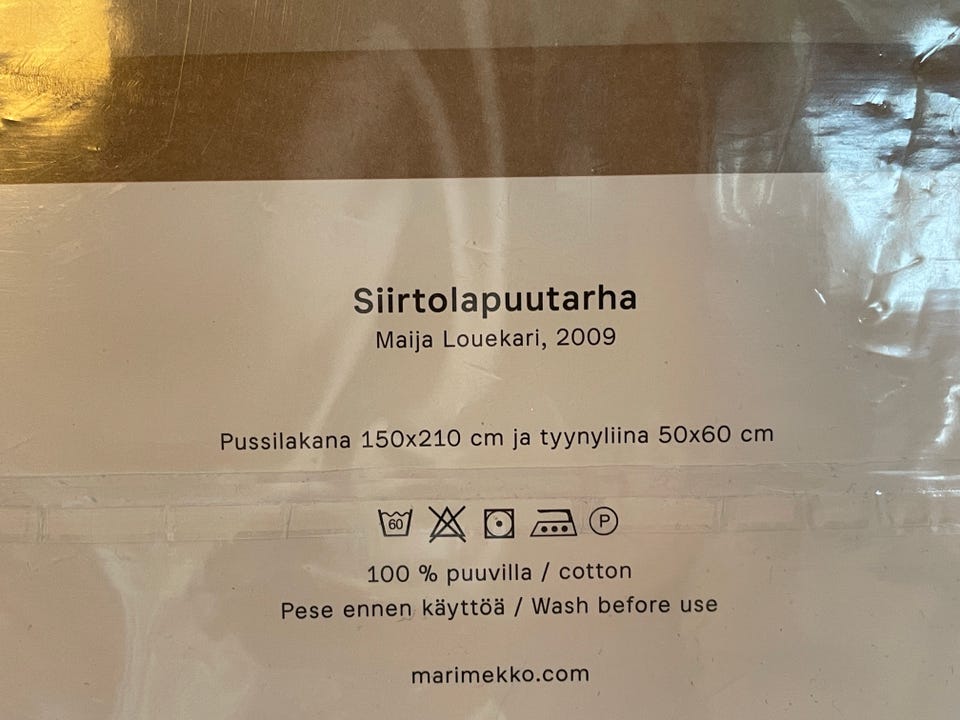 Siirtolapuutarha
Maija Louekari, 2009
Pussilakana 150x210 cm ja tyynyliina 50x60 cm
60 P
100 % puuvilla / cotton
Pese ennen käyttöä / Wash before use
marimekko.com